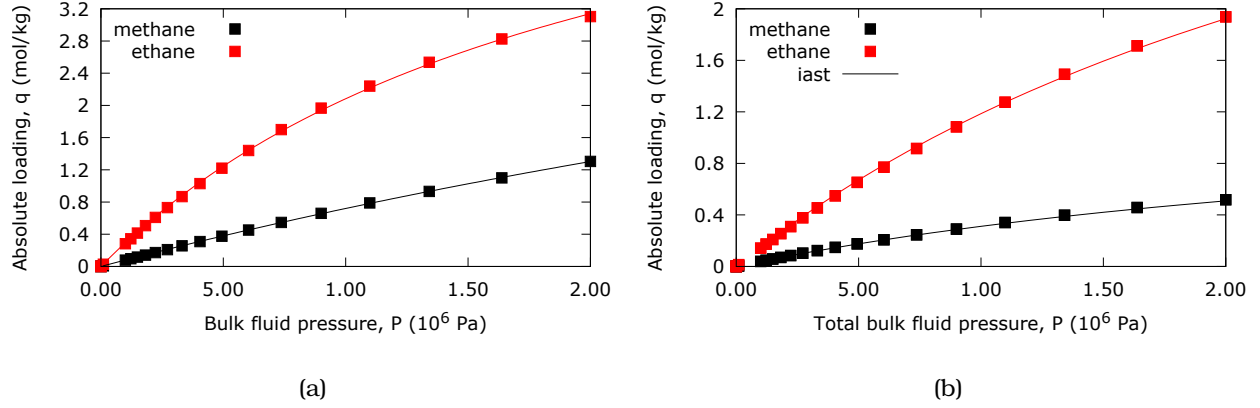 3.2
2.8
2.4
2
1.6
1.2
0.8
0.4
0
methane
ethane
0.00 5.00 1.00 1.50 2.00
Absolute loading, q (mol/kg)
Bulk fluid pressure, P (10⁶ Pa)
(a)
2
1.6
1.2
0.8
0.4
0
methane
ethane
iast
0.00 5.00 1.00 1.50 2.00
Absolute loading, q (mol/kg)
Total bulk fluid pressure, P (10⁶ Pa)
(b)